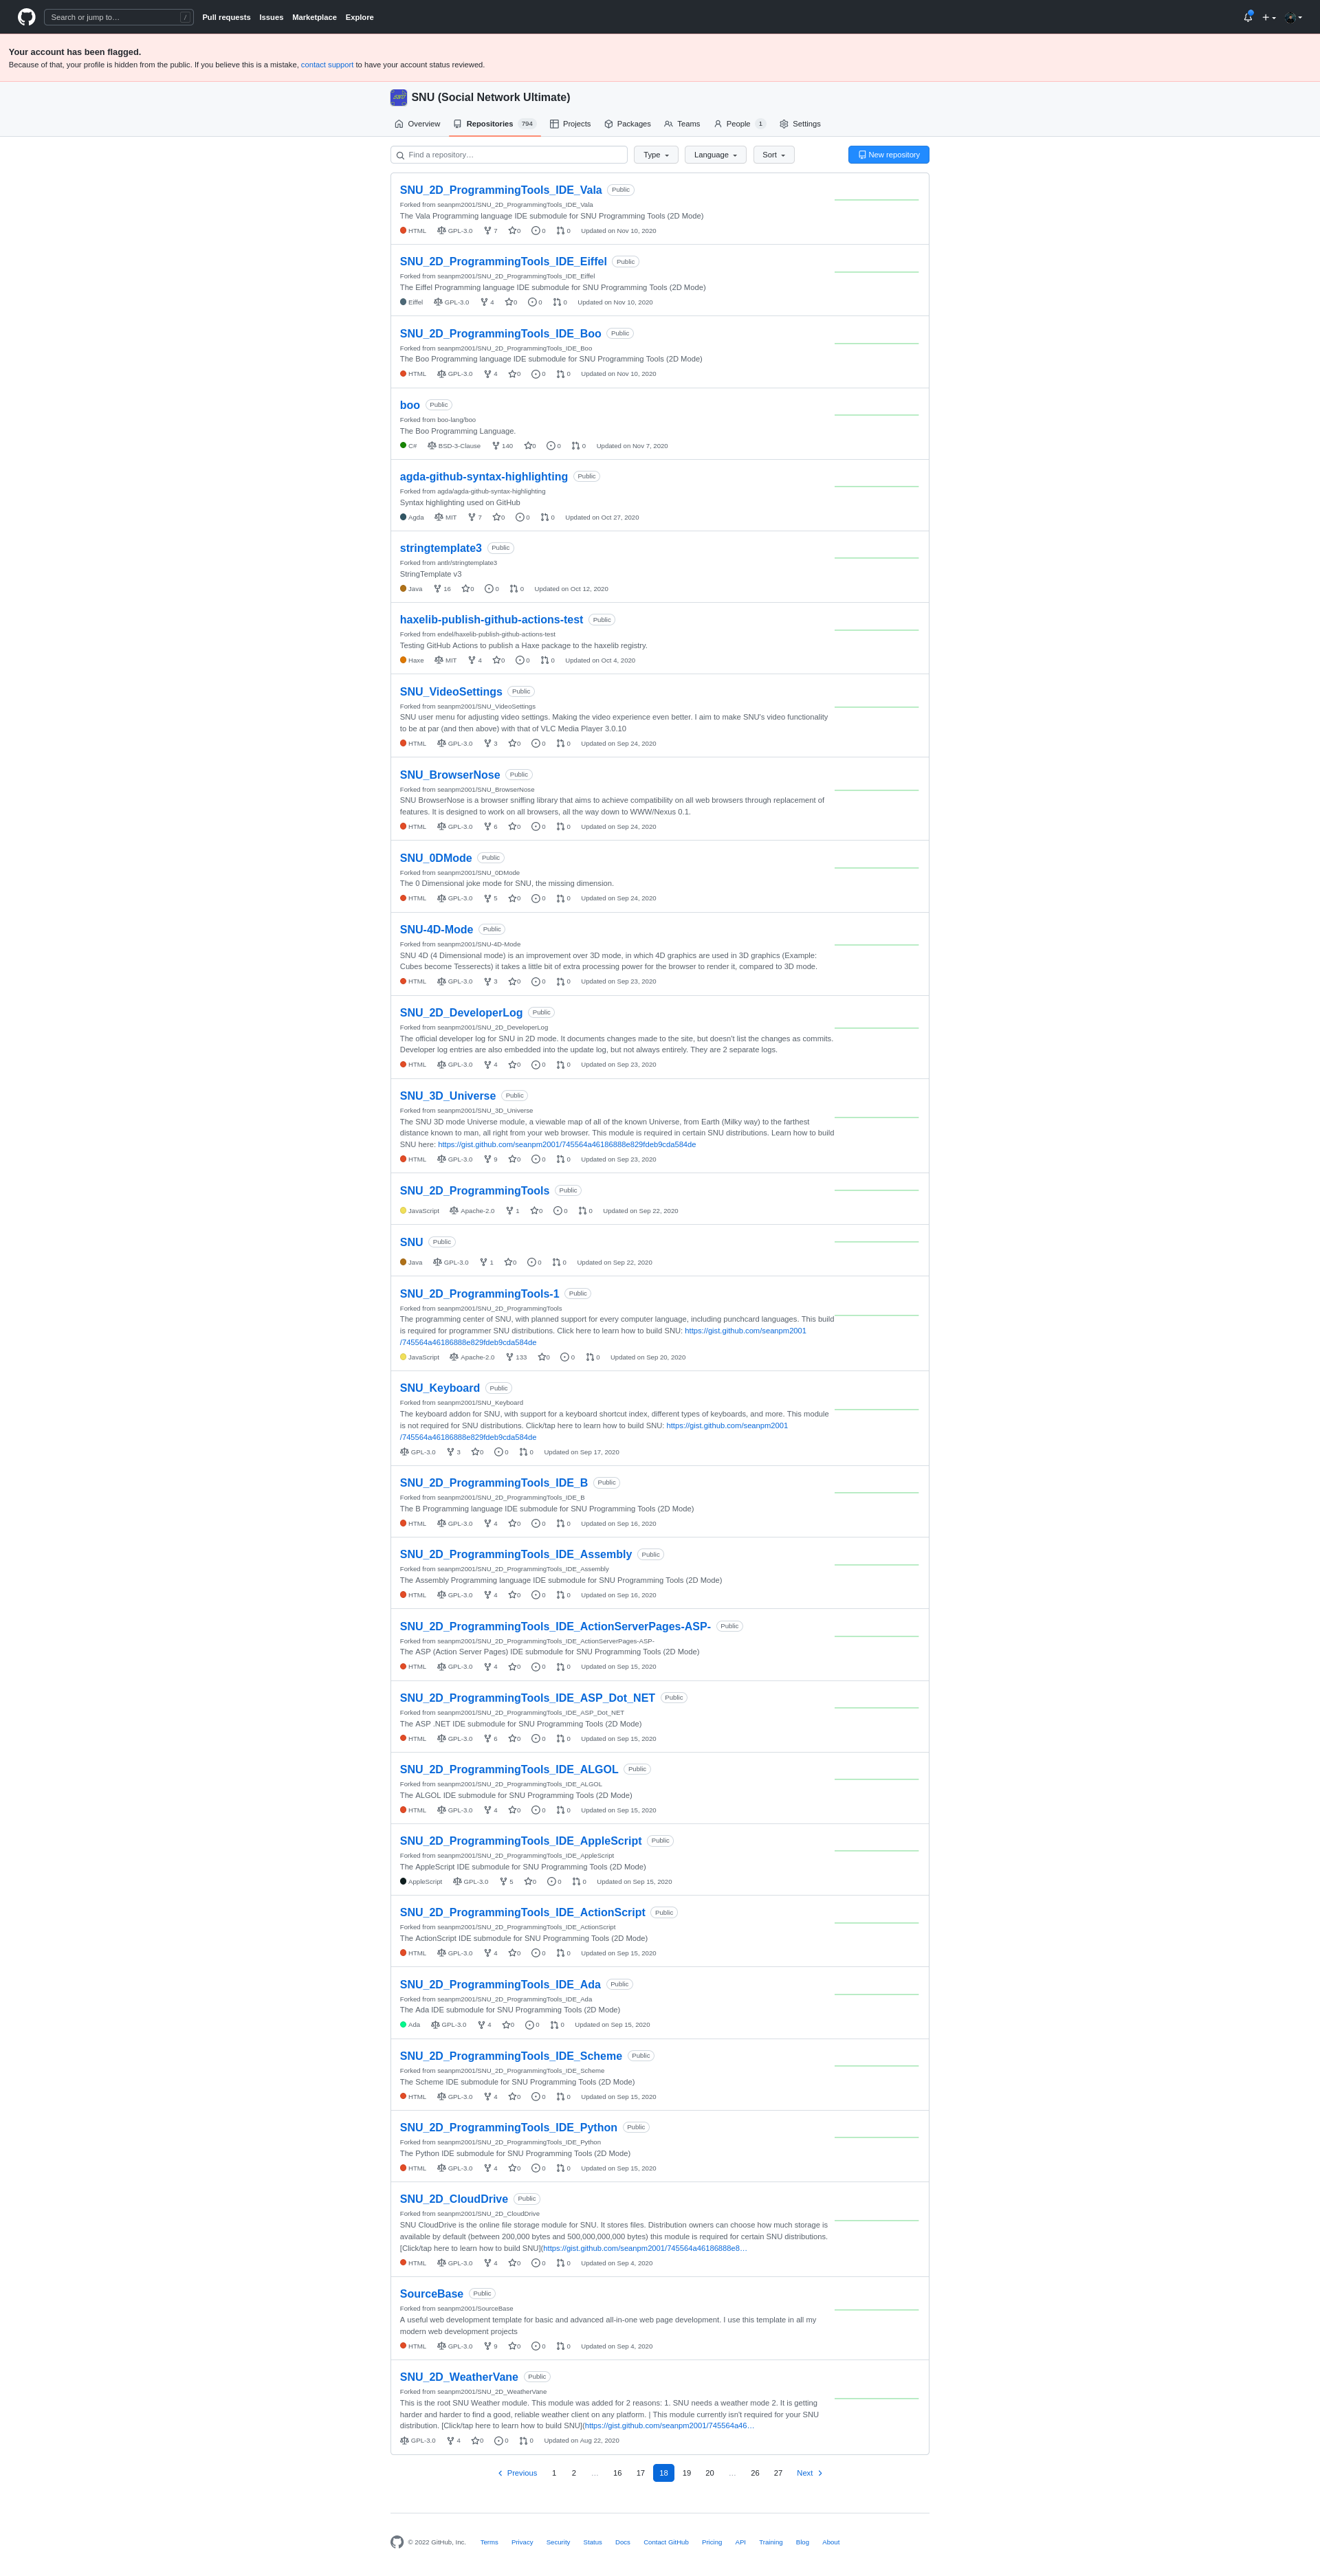 Search or jump to… /
Pull requests Issues Marketplace Explore
Your account has been flagged.
Because of that, your profile is hidden from the public. If you believe this is a mistake, contact support to have your account status reviewed.
SNU (Social Network Ultimate)
Overview Repositories 794 Projects Packages Teams People 1 Settings
Find a repository… Type Language Sort New repository
SNU_2D_ProgrammingTools_IDE_Vala Public
Forked from seanpm2001/SNU_2D_ProgrammingTools_IDE_Vala
The Vala Programming language IDE submodule for SNU Programming Tools (2D Mode)
HTML GPL-3.0 7 0 0 0 Updated on Nov 10, 2020
SNU_2D_ProgrammingTools_IDE_Eiffel Public
Forked from seanpm2001/SNU_2D_ProgrammingTools_IDE_Eiffel
The Eiffel Programming language IDE submodule for SNU Programming Tools (2D Mode)
Eiffel GPL-3.0 4 0 0 0 Updated on Nov 10, 2020
SNU_2D_ProgrammingTools_IDE_Boo Public
Forked from seanpm2001/SNU_2D_ProgrammingTools_IDE_Boo
The Boo Programming language IDE submodule for SNU Programming Tools (2D Mode)
HTML GPL-3.0 4 0 0 0 Updated on Nov 10, 2020
boo Public
Forked from boo-lang/boo
The Boo Programming Language.
C# BSD-3-Clause 140 0 0 0 Updated on Nov 7, 2020
agda-github-syntax-highlighting Public
Forked from agda/agda-github-syntax-highlighting
Syntax highlighting used on GitHub
Agda MIT 7 0 0 0 Updated on Oct 27, 2020
stringtemplate3 Public
Forked from antlr/stringtemplate3
StringTemplate v3
Java 16 0 0 0 Updated on Oct 12, 2020
haxelib-publish-github-actions-test Public
Forked from endel/haxelib-publish-github-actions-test
Testing GitHub Actions to publish a Haxe package to the haxelib registry.
Haxe MIT 4 0 0 0 Updated on Oct 4, 2020
SNU_VideoSettings Public
Forked from seanpm2001/SNU_VideoSettings
SNU user menu for adjusting video settings. Making the video experience even better. I aim to make SNU's video functionality
to be at par (and then above) with that of VLC Media Player 3.0.10
HTML GPL-3.0 3 0 0 0 Updated on Sep 24, 2020
SNU_BrowserNose Public
Forked from seanpm2001/SNU_BrowserNose
SNU BrowserNose is a browser sniffing library that aims to achieve compatibility on all web browsers through replacement of
features. It is designed to work on all browsers, all the way down to WWW/Nexus 0.1.
HTML GPL-3.0 6 0 0 0 Updated on Sep 24, 2020
SNU_0DMode Public
Forked from seanpm2001/SNU_0DMode
The 0 Dimensional joke mode for SNU, the missing dimension.
HTML GPL-3.0 5 0 0 0 Updated on Sep 24, 2020
SNU-4D-Mode Public
Forked from seanpm2001/SNU-4D-Mode
SNU 4D (4 Dimensional mode) is an improvement over 3D mode, in which 4D graphics are used in 3D graphics (Example:
Cubes become Tesserects) it takes a little bit of extra processing power for the browser to render it, compared to 3D mode.
HTML GPL-3.0 3 0 0 0 Updated on Sep 23, 2020
SNU_2D_DeveloperLog Public
Forked from seanpm2001/SNU_2D_DeveloperLog
The official developer log for SNU in 2D mode. It documents changes made to the site, but doesn't list the changes as commits.
Developer log entries are also embedded into the update log, but not always entirely. They are 2 separate logs.
HTML GPL-3.0 4 0 0 0 Updated on Sep 23, 2020
SNU_3D_Universe Public
Forked from seanpm2001/SNU_3D_Universe
The SNU 3D mode Universe module, a viewable map of all of the known Universe, from Earth (Milky way) to the farthest
distance known to man, all right from your web browser. This module is required in certain SNU distributions. Learn how to build
SNU here: https://gist.github.com/seanpm2001/745564a46186888e829fdeb9cda584de
HTML GPL-3.0 9 0 0 0 Updated on Sep 23, 2020
SNU_2D_ProgrammingTools Public
JavaScript Apache-2.0 1 0 0 0 Updated on Sep 22, 2020
SNU Public
Java GPL-3.0 1 0 0 0 Updated on Sep 22, 2020
SNU_2D_ProgrammingTools-1 Public
Forked from seanpm2001/SNU_2D_ProgrammingTools
The programming center of SNU, with planned support for every computer language, including punchcard languages. This build
is required for programmer SNU distributions. Click here to learn how to build SNU: https://gist.github.com/seanpm2001
/745564a46186888e829fdeb9cda584de
JavaScript Apache-2.0 133 0 0 0 Updated on Sep 20, 2020
SNU_Keyboard Public
Forked from seanpm2001/SNU_Keyboard
The keyboard addon for SNU, with support for a keyboard shortcut index, different types of keyboards, and more. This module
is not required for SNU distributions. Click/tap here to learn how to build SNU: https://gist.github.com/seanpm2001
/745564a46186888e829fdeb9cda584de
GPL-3.0 3 0 0 0 Updated on Sep 17, 2020
SNU_2D_ProgrammingTools_IDE_B Public
Forked from seanpm2001/SNU_2D_ProgrammingTools_IDE_B
The B Programming language IDE submodule for SNU Programming Tools (2D Mode)
HTML GPL-3.0 4 0 0 0 Updated on Sep 16, 2020
SNU_2D_ProgrammingTools_IDE_Assembly Public
Forked from seanpm2001/SNU_2D_ProgrammingTools_IDE_Assembly
The Assembly Programming language IDE submodule for SNU Programming Tools (2D Mode)
HTML GPL-3.0 4 0 0 0 Updated on Sep 16, 2020
SNU_2D_ProgrammingTools_IDE_ActionServerPages-ASP- Public
Forked from seanpm2001/SNU_2D_ProgrammingTools_IDE_ActionServerPages-ASP-
The ASP (Action Server Pages) IDE submodule for SNU Programming Tools (2D Mode)
HTML GPL-3.0 4 0 0 0 Updated on Sep 15, 2020
SNU_2D_ProgrammingTools_IDE_ASP_Dot_NET Public
Forked from seanpm2001/SNU_2D_ProgrammingTools_IDE_ASP_Dot_NET
The ASP .NET IDE submodule for SNU Programming Tools (2D Mode)
HTML GPL-3.0 6 0 0 0 Updated on Sep 15, 2020
SNU_2D_ProgrammingTools_IDE_ALGOL Public
Forked from seanpm2001/SNU_2D_ProgrammingTools_IDE_ALGOL
The ALGOL IDE submodule for SNU Programming Tools (2D Mode)
HTML GPL-3.0 4 0 0 0 Updated on Sep 15, 2020
SNU_2D_ProgrammingTools_IDE_AppleScript Public
Forked from seanpm2001/SNU_2D_ProgrammingTools_IDE_AppleScript
The AppleScript IDE submodule for SNU Programming Tools (2D Mode)
AppleScript GPL-3.0 5 0 0 0 Updated on Sep 15, 2020
SNU_2D_ProgrammingTools_IDE_ActionScript Public
Forked from seanpm2001/SNU_2D_ProgrammingTools_IDE_ActionScript
The ActionScript IDE submodule for SNU Programming Tools (2D Mode)
HTML GPL-3.0 4 0 0 0 Updated on Sep 15, 2020
SNU_2D_ProgrammingTools_IDE_Ada Public
Forked from seanpm2001/SNU_2D_ProgrammingTools_IDE_Ada
The Ada IDE submodule for SNU Programming Tools (2D Mode)
Ada GPL-3.0 4 0 0 0 Updated on Sep 15, 2020
SNU_2D_ProgrammingTools_IDE_Scheme Public
Forked from seanpm2001/SNU_2D_ProgrammingTools_IDE_Scheme
The Scheme IDE submodule for SNU Programming Tools (2D Mode)
HTML GPL-3.0 4 0 0 0 Updated on Sep 15, 2020
SNU_2D_ProgrammingTools_IDE_Python Public
Forked from seanpm2001/SNU_2D_ProgrammingTools_IDE_Python
The Python IDE submodule for SNU Programming Tools (2D Mode)
HTML GPL-3.0 4 0 0 0 Updated on Sep 15, 2020
SNU_2D_CloudDrive Public
Forked from seanpm2001/SNU_2D_CloudDrive
SNU CloudDrive is the online file storage module for SNU. It stores files. Distribution owners can choose how much storage is
available by default (between 200,000 bytes and 500,000,000,000 bytes) this module is required for certain SNU distributions.
[Click/tap here to learn how to build SNU](https://gist.github.com/seanpm2001/745564a46186888e8…
HTML GPL-3.0 4 0 0 0 Updated on Sep 4, 2020
SourceBase Public
Forked from seanpm2001/SourceBase
A useful web development template for basic and advanced all-in-one web page development. I use this template in all my
modern web development projects
HTML GPL-3.0 9 0 0 0 Updated on Sep 4, 2020
SNU_2D_WeatherVane Public
Forked from seanpm2001/SNU_2D_WeatherVane
This is the root SNU Weather module. This module was added for 2 reasons: 1. SNU needs a weather mode 2. It is getting
harder and harder to find a good, reliable weather client on any platform. | This module currently isn't required for your SNU
distribution. [Click/tap here to learn how to build SNU](https://gist.github.com/seanpm2001/745564a46…
GPL-3.0 4 0 0 0 Updated on Aug 22, 2020
Previous 1 2 … 16 17 18 19 20 … 26 27 Next
© 2022 GitHub, Inc. Terms Privacy Security Status Docs Contact GitHub Pricing API Training Blog About